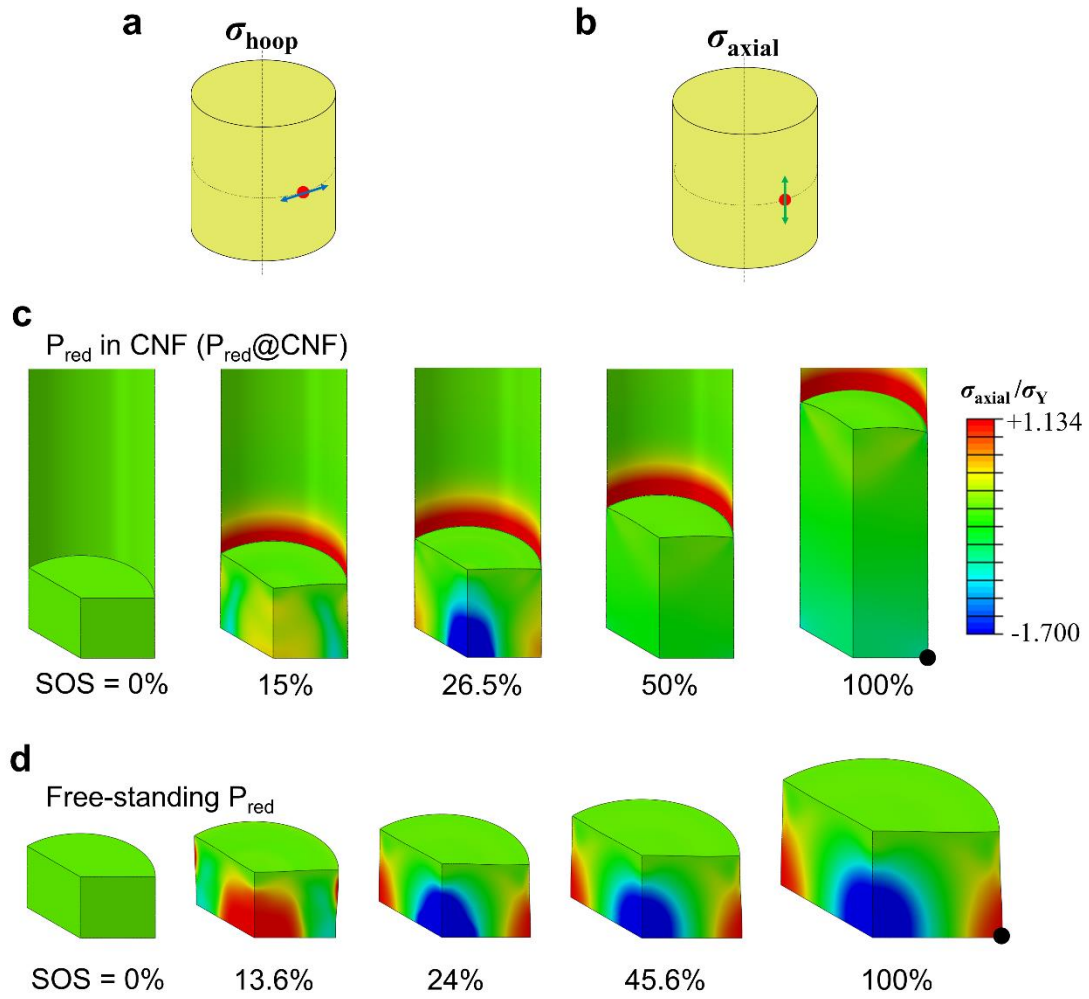 a
σhoop
b
σaxial
c
Pred in CNF (Pred@CNF)
σaxial/σY
+1.134
-1.700
SOS = 0%
15%
26.5%
50%
100%
d
Free-standing Pred
SOS = 0%
13.6%
24%
45.6%
100%